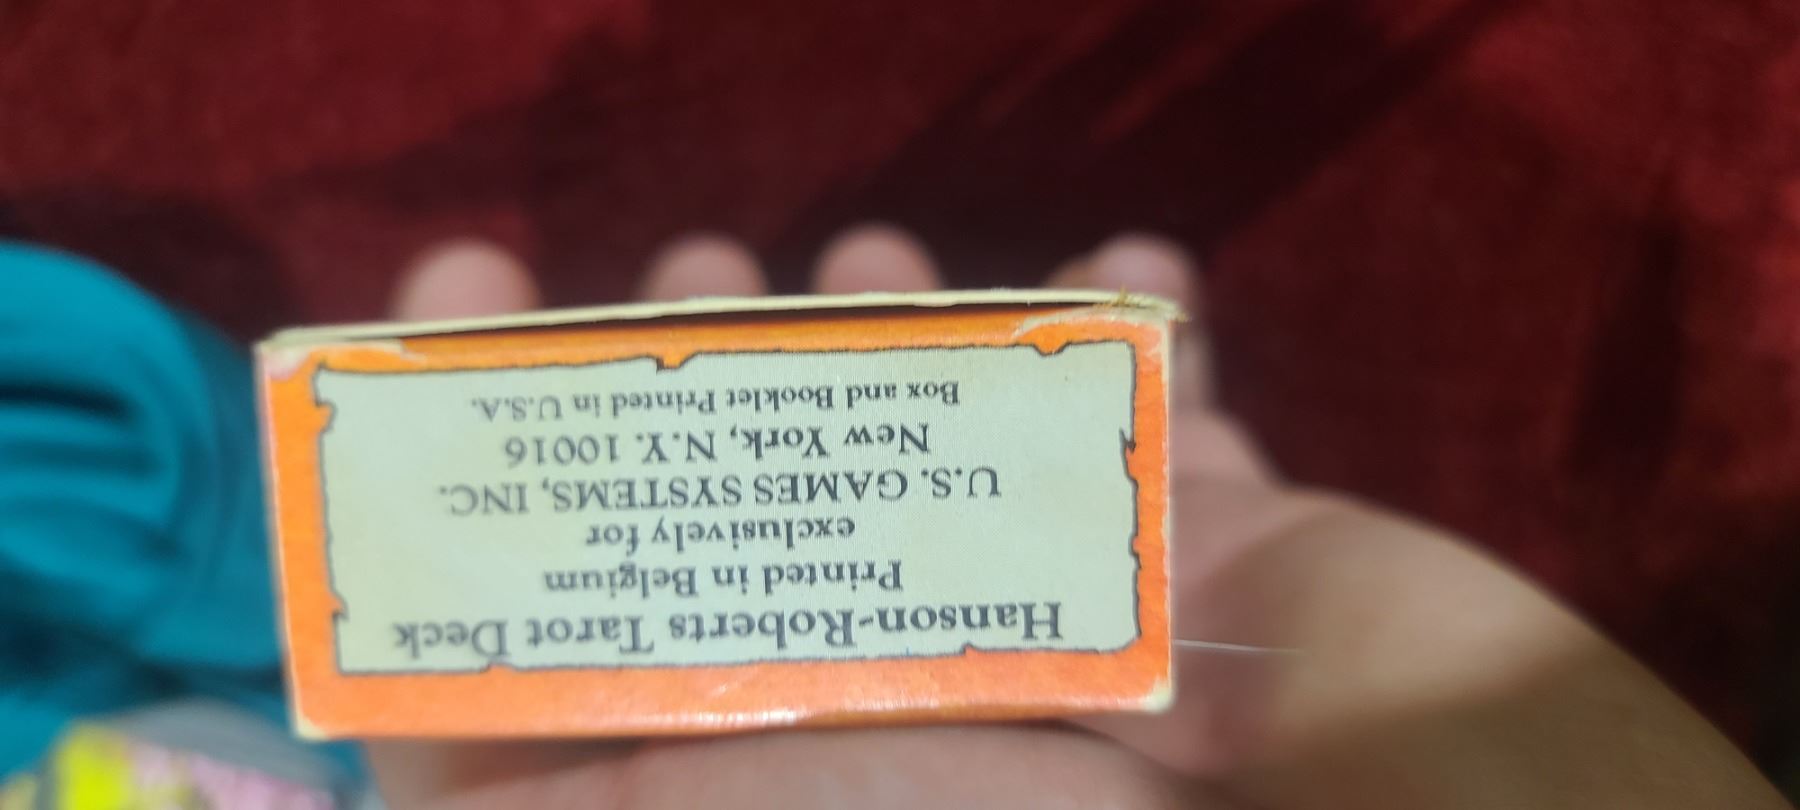 Hanson-Roberts Tarot Deck
Printed in Belgium
exclusively for
U.S. GAMES SYSTEMS, INC.
New York, N.Y. 10016
Box and Booklet Printed in U.S.A.